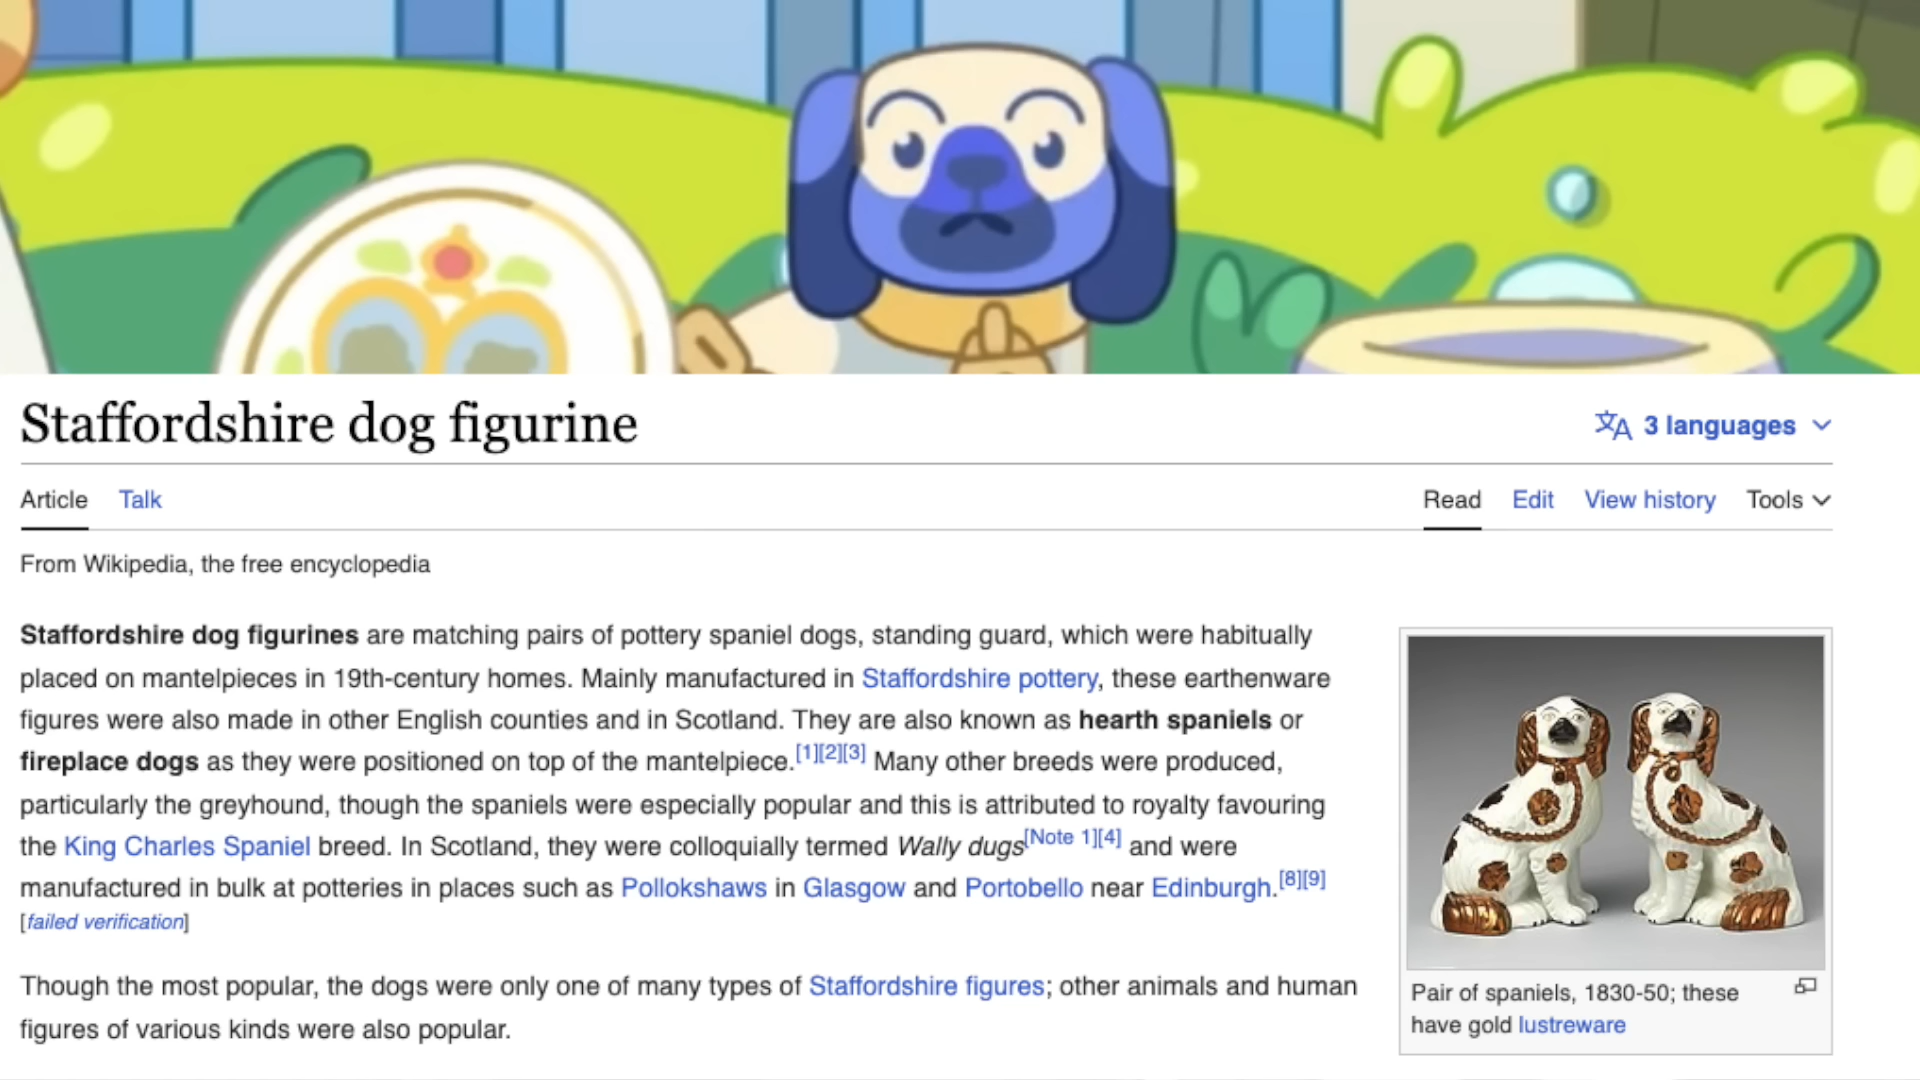 Staffordshire dog figurine
3 languages
Article Talk Read Edit View history Tools
From Wikipedia, the free encyclopedia
Staffordshire dog figurines are matching pairs of pottery spaniel dogs, standing guard, which were habitually
placed on mantelpieces in 19th-century homes. Mainly manufactured in Staffordshire pottery, these earthenware
figures were also made in other English counties and in Scotland. They are also known as hearth spaniels or
fireplace dogs as they were positioned on top of the mantelpiece.[1][2][3] Many other breeds were produced,
particularly the greyhound, though the spaniels were especially popular and this is attributed to royalty favouring
the King Charles Spaniel breed. In Scotland, they were colloquially termed Wally dugs[Note 1][4] and were
manufactured in bulk at potteries in places such as Pollokshaws in Glasgow and Portobello near Edinburgh.[8][9]
[failed verification]
Though the most popular, the dogs were only one of many types of Staffordshire figures; other animals and human
figures of various kinds were also popular.
Pair of spaniels, 1830-50; these
have gold lustreware